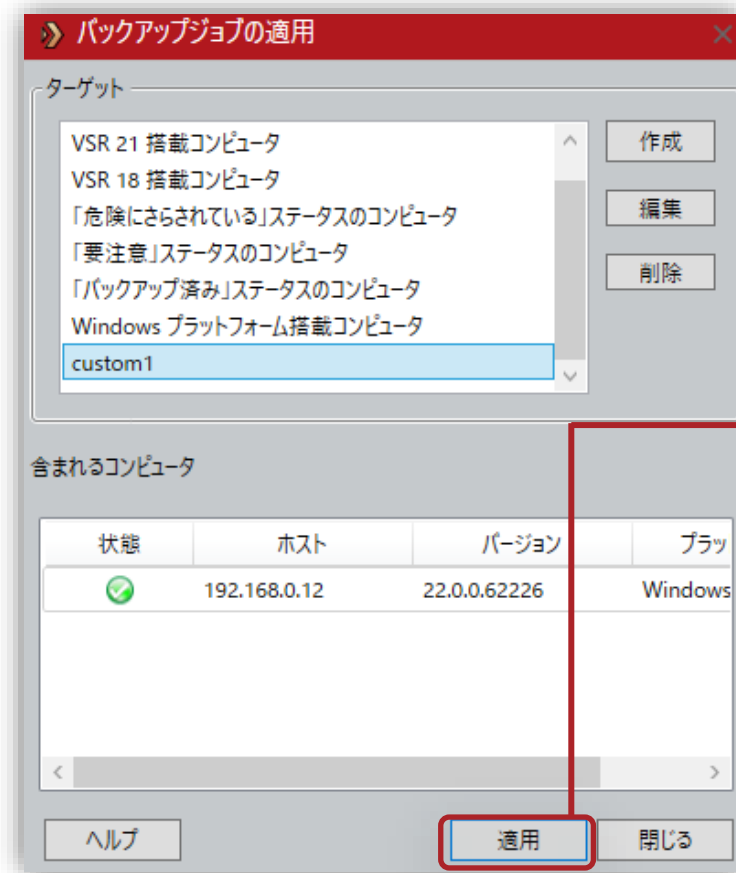 バックアップジョブの適用
ターゲット
VSR 21 搭載コンピュータ
VSR 18 搭載コンピュータ
「危険にさらされている」ステータスのコンピュータ
「要注意」ステータスのコンピュータ
「バックアップ済み」ステータスのコンピュータ
Windows プラットフォーム搭載コンピュータ
custom1
作成
編集
削除
含まれるコンピュータ
状態 ホスト バージョン プラッ
192.168.0.12 22.0.0.62226 Windows
ヘルプ 適用 閉じる